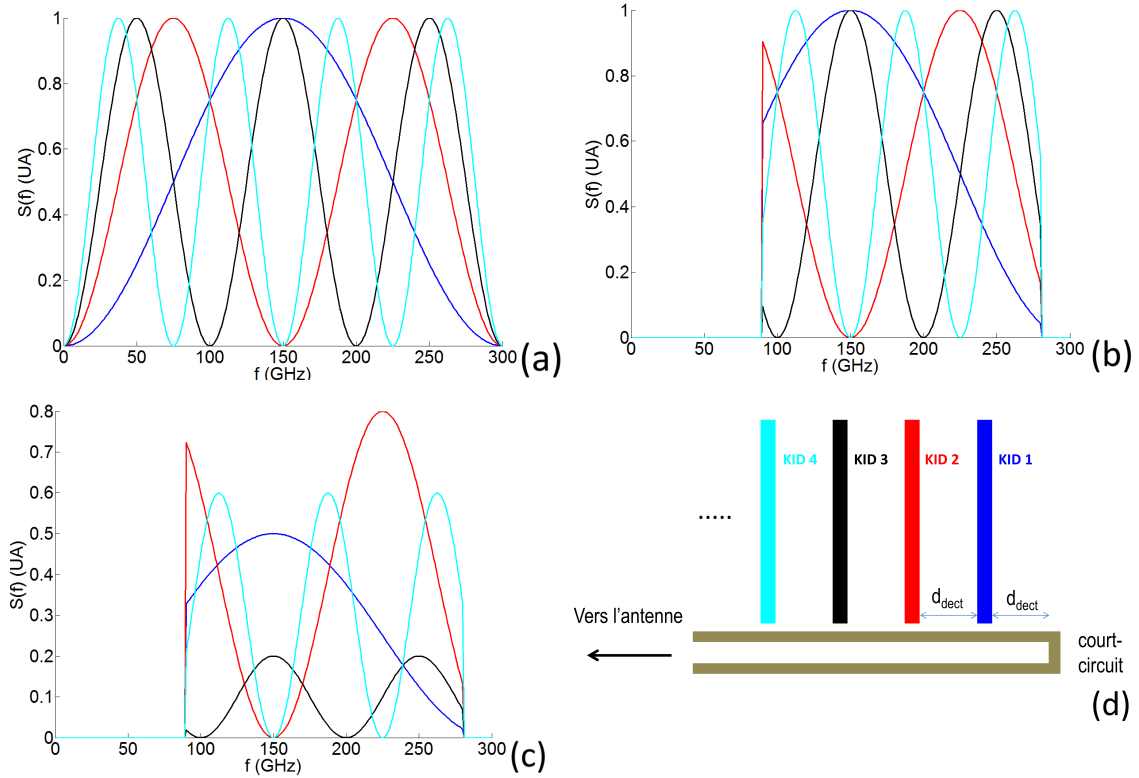 1
0.8
0.6
0.4
0.2
0
S(f) (UA)
0 50 100 150 200 250 300
f (GHz)
(a)
1
0.8
0.6
0.4
0.2
0
S(f) (UA)
0 50 100 150 200 250 300
f (GHz)
(b)
0.8
0.7
0.6
0.5
0.4
0.3
0.2
0.1
0
S(f) (UA)
0 50 100 150 200 250 300
f (GHz)
(c)
KID 4 KID 3 KID 2 KID 1
.....
d_dect d_dect
Vers l'antenne
court-
circuit
(d)